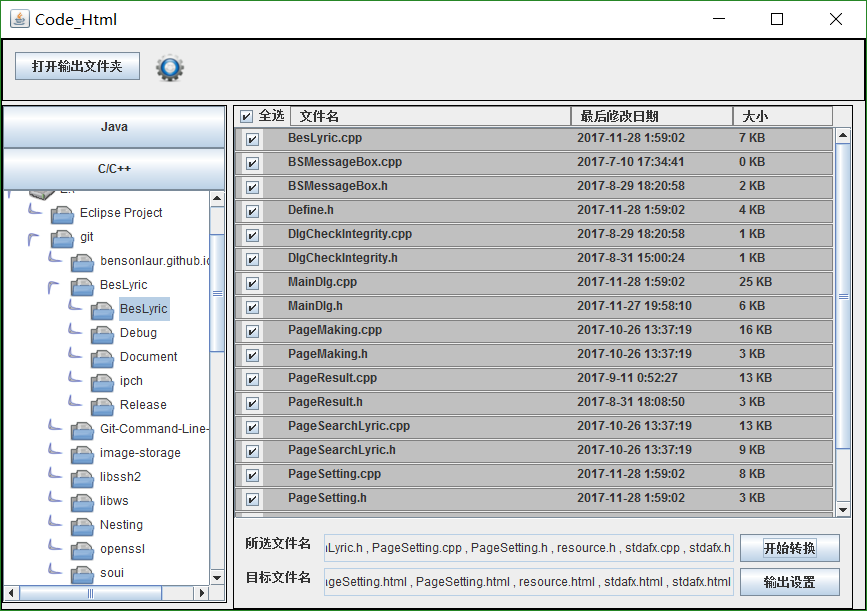 Code_Html
打开输出文件夹
Java
C/C++
Eclipse Project
git
bensonlaur.github.io
BesLyric
BesLyric
Debug
Document
ipch
Release
Git-Command-Line-
image-storage
libssh2
libws
Nesting
openssl
soui
全选 文件名 最后修改日期 大小
BesLyric.cpp 2017-11-28 1:59:02 7 KB
BSMessageBox.cpp 2017-7-10 17:34:41 0 KB
BSMessageBox.h 2017-8-29 18:20:58 2 KB
Define.h 2017-11-28 1:59:02 4 KB
DlgCheckIntegrity.cpp 2017-8-29 18:20:58 1 KB
DlgCheckIntegrity.h 2017-8-31 15:00:24 1 KB
MainDlg.cpp 2017-11-28 1:59:02 25 KB
MainDlg.h 2017-11-27 19:58:10 6 KB
PageMaking.cpp 2017-10-26 13:37:19 16 KB
PageMaking.h 2017-10-26 13:37:19 3 KB
PageResult.cpp 2017-9-11 0:52:27 13 KB
PageResult.h 2017-8-31 18:08:50 3 KB
PageSearchLyric.cpp 2017-10-26 13:37:19 13 KB
PageSearchLyric.h 2017-10-26 13:37:19 9 KB
PageSetting.cpp 2017-11-28 1:59:02 8 KB
PageSetting.h 2017-11-28 1:59:02 3 KB
所选文件名 Lyric.h , PageSetting.cpp , PageSetting.h , resource.h , stdafx.cpp , stdafx.h 开始转换
目标文件名 geSetting.html , PageSetting.html , resource.html , stdafx.html , stdafx.html 输出设置